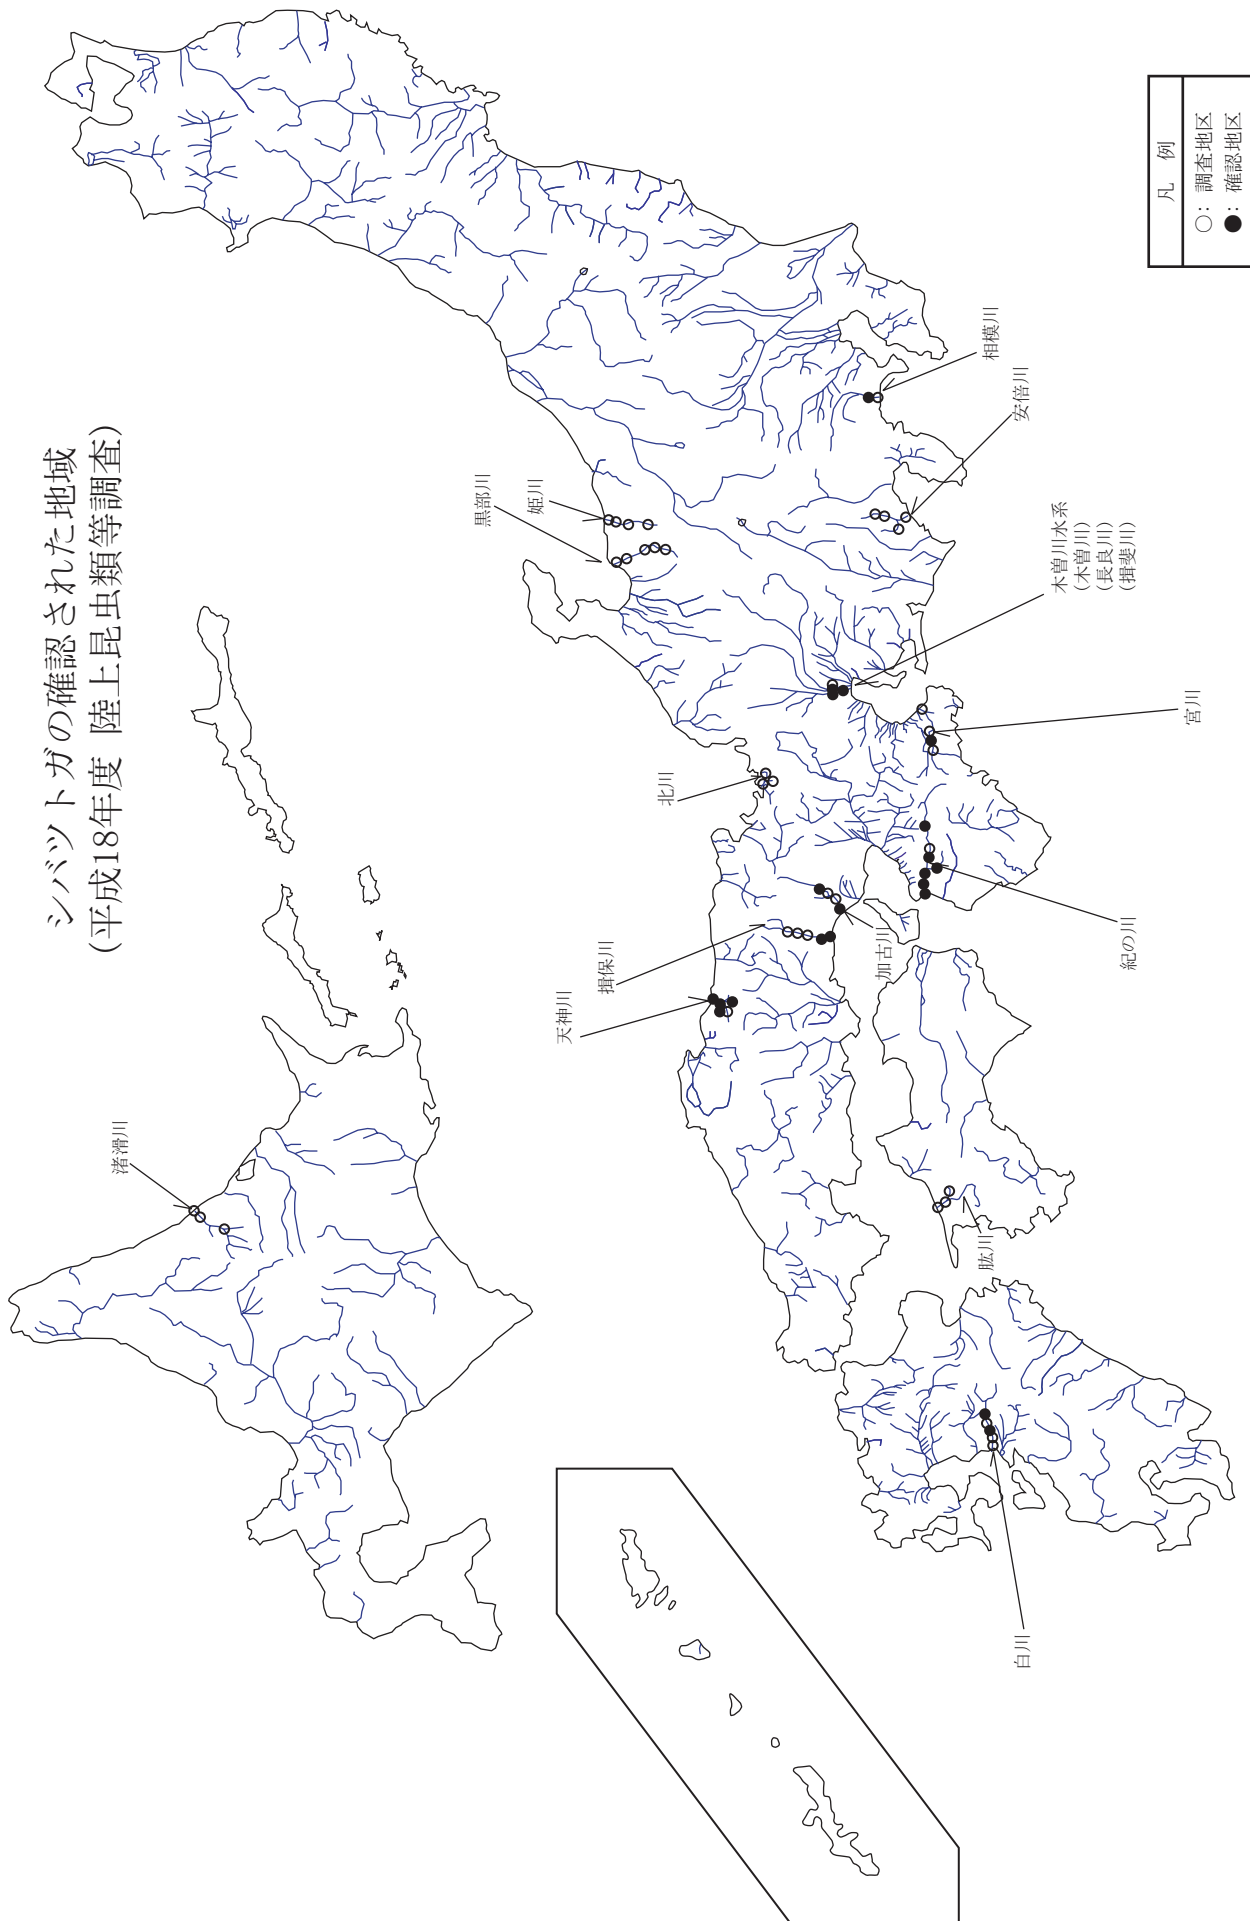 シバツトガの確認された地域
(平成18年度 陸上昆虫類等調査)
渚滑川
黒部川
姫川
相模川
安倍川
木曽川水系
(木曽川)
(長良川)
(揖斐川)
宮川
北川
紀の川
加古川
揖保川
天神川
肱川
白川
凡 例
○: 調査地区
●: 確認地区